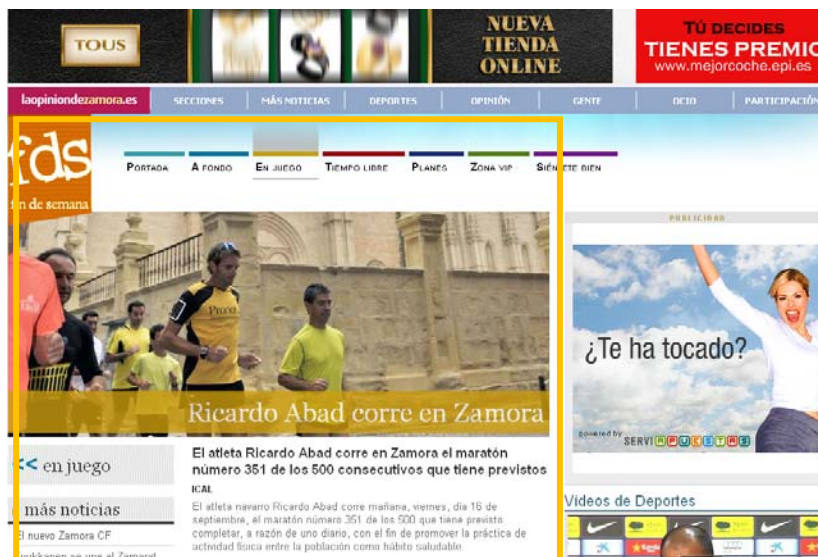 TOUS
NUEVA
TIENDA
ONLINE
TÚ DECIDES
TIENES PREMIO
www.mejorcoche.epi.es
laopiniondezamora.es SECCIONES MÁS NOTICIAS DEPORTES OPINIÓN GENTE OCIO PARTICIPACIÓN
fds
fin de semana
PORTADA A FONDO EN JUEGO TIEMPO LIBRE PLANES ZONA VIP SIÉNTETE BIEN
PUBLICIDAD
¿Te ha tocado?
powered by SERVIAPUESTAS
Ricardo Abad corre en Zamora
<< en juego
más noticias
El nuevo Zamora CF
se une al Zamarat
El atleta Ricardo Abad corre en Zamora el maratón
número 351 de los 500 consecutivos que tiene previstos
ICAL
El atleta navarro Ricardo Abad corre mañana, viernes, día 16 de
septiembre, el maratón número 351 de los 500 que tiene previsto
completar, a razón de uno diario, con el fin de promover la práctica de
actividad física entre la población como hábito saludable.
Vídeos de Deportes